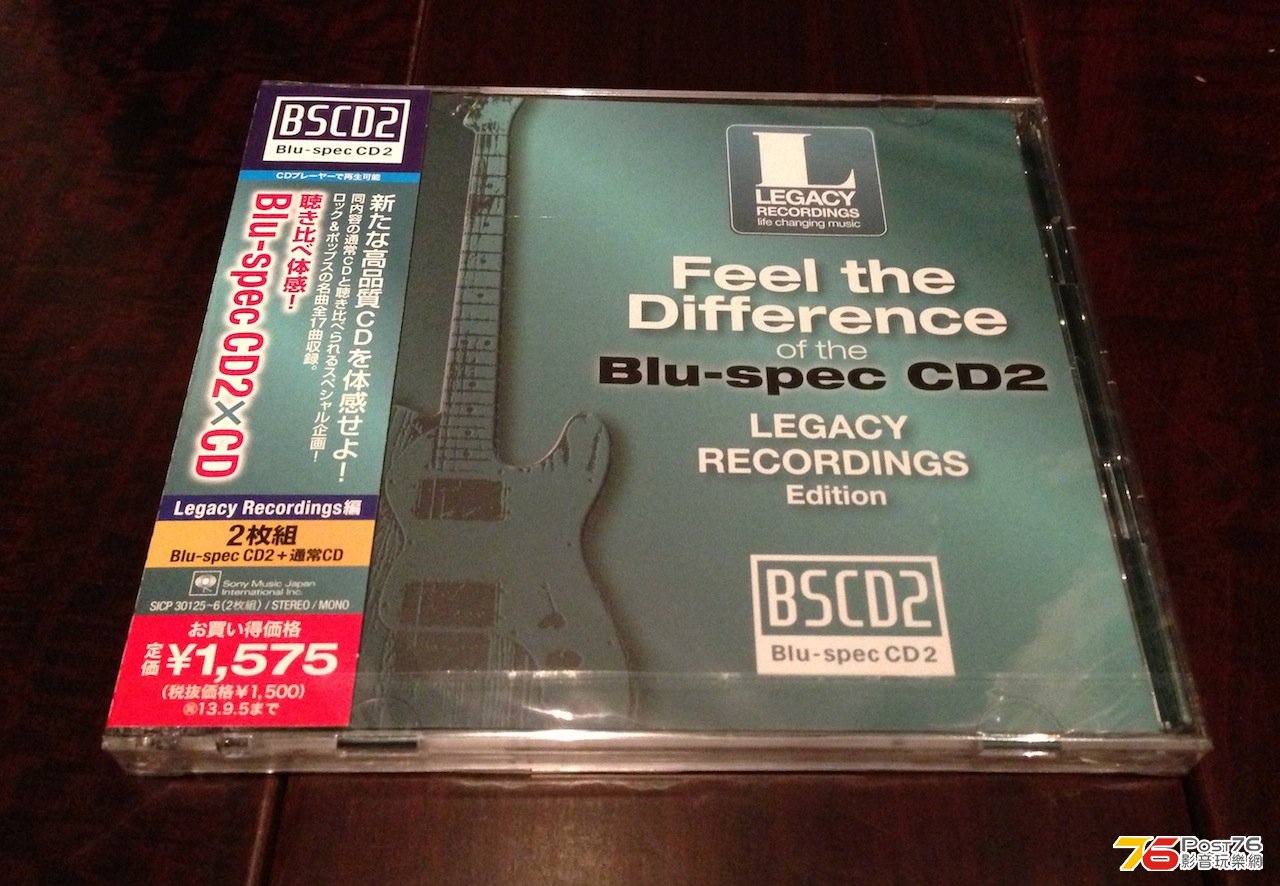 BSCD2
Blu-spec CD2
CDプレーヤーで再生可能
新たな高品質CDを体感せよ!
同内容の通常CDと聴き比べられるスペシャル企画!
ロック&ポップスの名曲全17曲収録。
聴き比べ体感!
Blu-spec CD2×CD
Legacy Recordings編
2枚組
Blu-spec CD2+通常CD
Sony Music Japan
International Inc.
SICP 30125~6(2枚組)/STEREO/MONO
お買い得価格
定価¥1,575
(税抜価格¥1,500)
13.9.5まで
L
LEGACY
RECORDINGS
life changing music
Feel the
Difference
of the
Blu-spec CD2
LEGACY
RECORDINGS
Edition
BSCD2
Blu-spec CD2
76 Post76
影音玩樂網